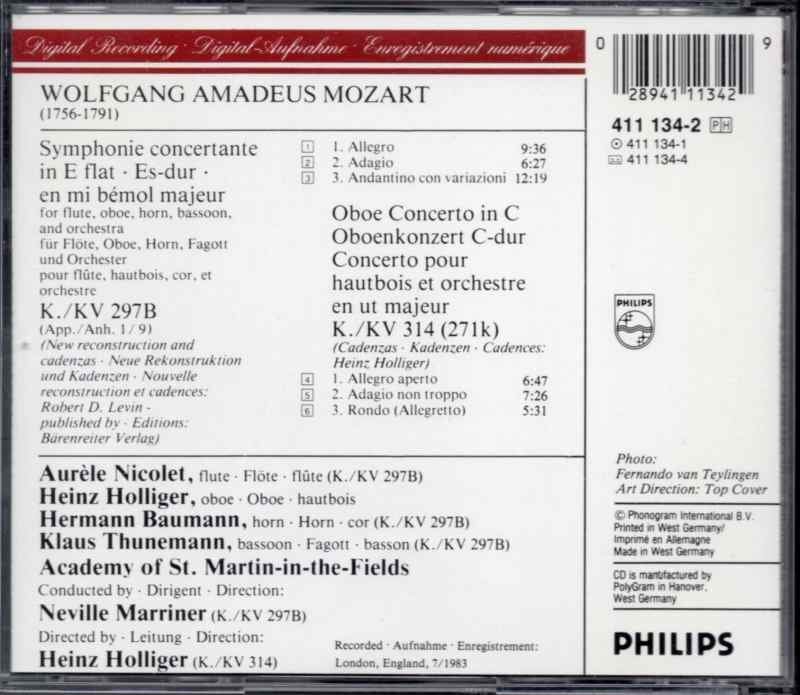 Digital Recording · Digital-Aufnahme · Enregistrement numérique
WOLFGANG AMADEUS MOZART
(1756-1791)
Symphonie concertante
in E flat · Es-dur ·
en mi bémol majeur
for flute, oboe, horn, bassoon,
and orchestra
für Flöte, Oboe, Horn, Fagott
und Orchester
pour flûte, hautbois, cor, et
orchestre
K./KV 297B
(App./Anh. 1/9)
(New reconstruction and
cadenzas · Neue Rekonstruktion
und Kadenzen · Nouvelle
reconstruction et cadences:
Robert D. Levin -
published by · Editions:
Bärenreiter Verlag)
1 1. Allegro 9:36
2 2. Adagio 6:27
3 3. Andantino con variazioni 12:19
Oboe Concerto in C
Oboenkonzert C-dur
Concerto pour
hautbois et orchestre
en ut majeur
K./KV 314 (271k)
(Cadenzas · Kadenzen · Cadences:
Heinz Holliger)
4 1. Allegro aperto 6:47
5 2. Adagio non troppo 7:26
6 3. Rondo (Allegretto) 5:31
Aurèle Nicolet, flute · Flöte · flûte (K./KV 297B)
Heinz Holliger, oboe · Oboe · hautbois
Hermann Baumann, horn · Horn · cor (K./KV 297B)
Klaus Thunemann, bassoon · Fagott · basson (K./KV 297B)
Academy of St. Martin-in-the-Fields
Conducted by · Dirigent · Direction:
Neville Marriner (K./KV 297B)
Directed by · Leitung · Direction:
Heinz Holliger (K./KV 314)
Recorded · Aufnahme · Enregistrement:
London, England, 7/1983
0 28941 11342 9
411 134-2 PH
411 134-1
411 134-4
PHILIPS
Photo:
Fernando van Teylingen
Art Direction: Top Cover
℗ Phonogram International B.V.
Printed in West Germany/
Imprimé en Allemagne
Made in West Germany
CD is manufactured by
PolyGram in Hanover,
West Germany
PHILIPS